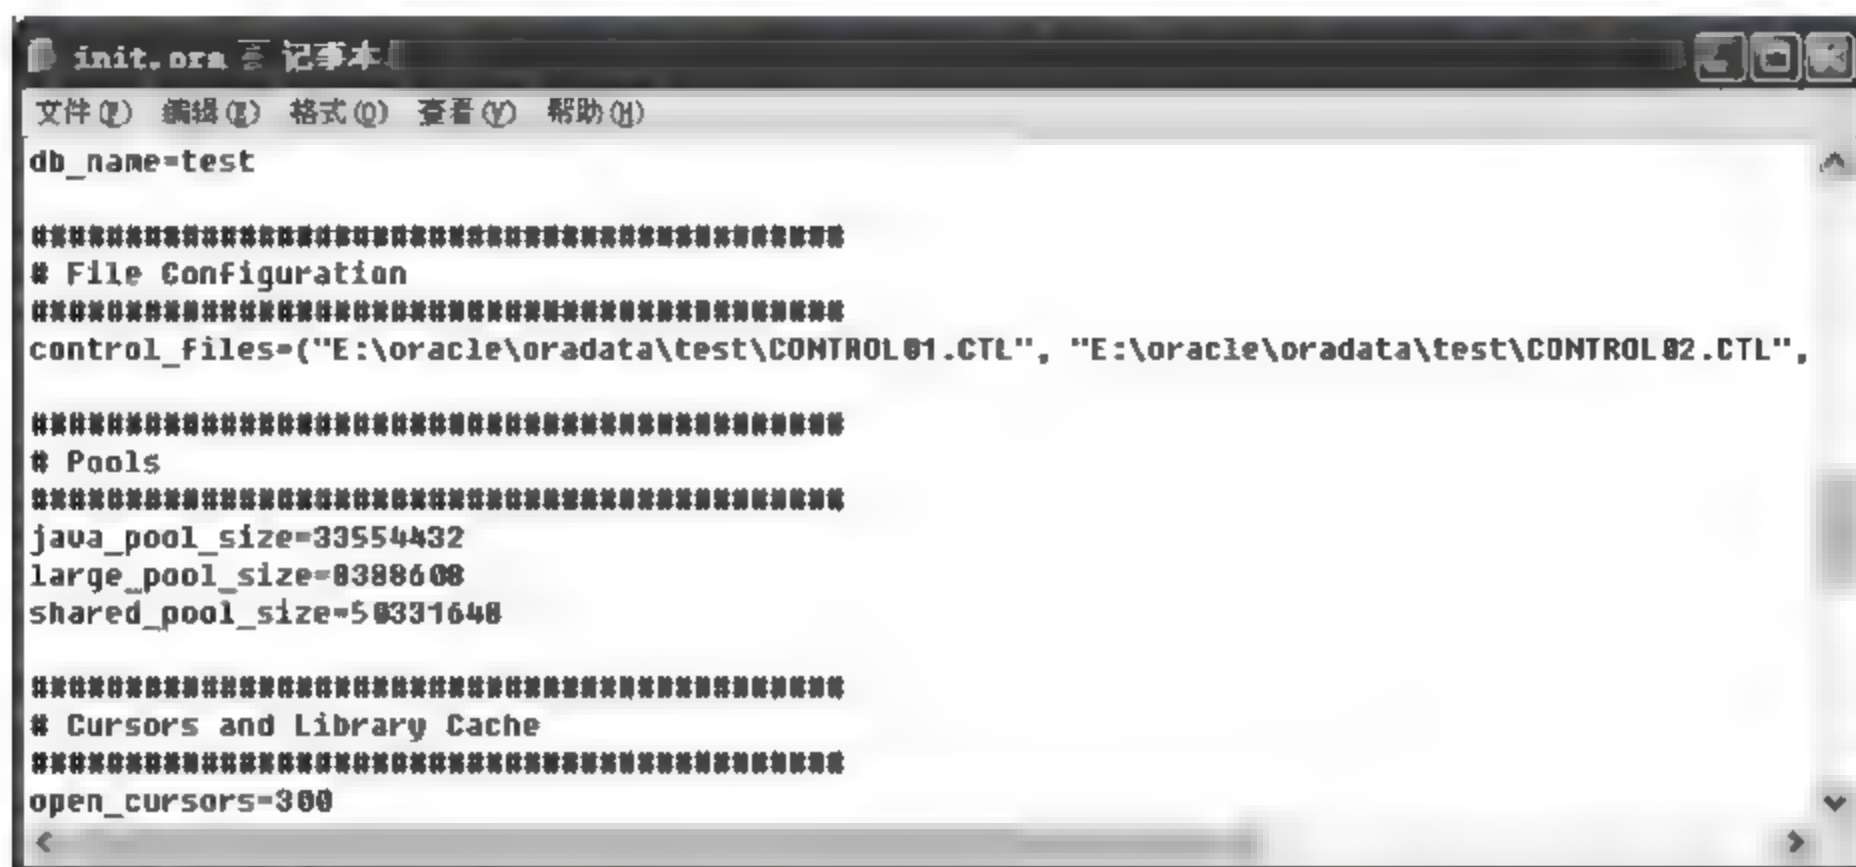 init.ora - 记事本
文件(F) 编辑(E) 格式(O) 查看(V) 帮助(H)
db_name=test
###########################################
# File Configuration
###########################################
control_files=("E:\oracle\oradata\test\CONTROL01.CTL", "E:\oracle\oradata\test\CONTROL02.CTL",
###########################################
# Pools
###########################################
java_pool_size=33554432
large_pool_size=8388608
shared_pool_size=50331648
###########################################
# Cursors and Library Cache
###########################################
open_cursors=300